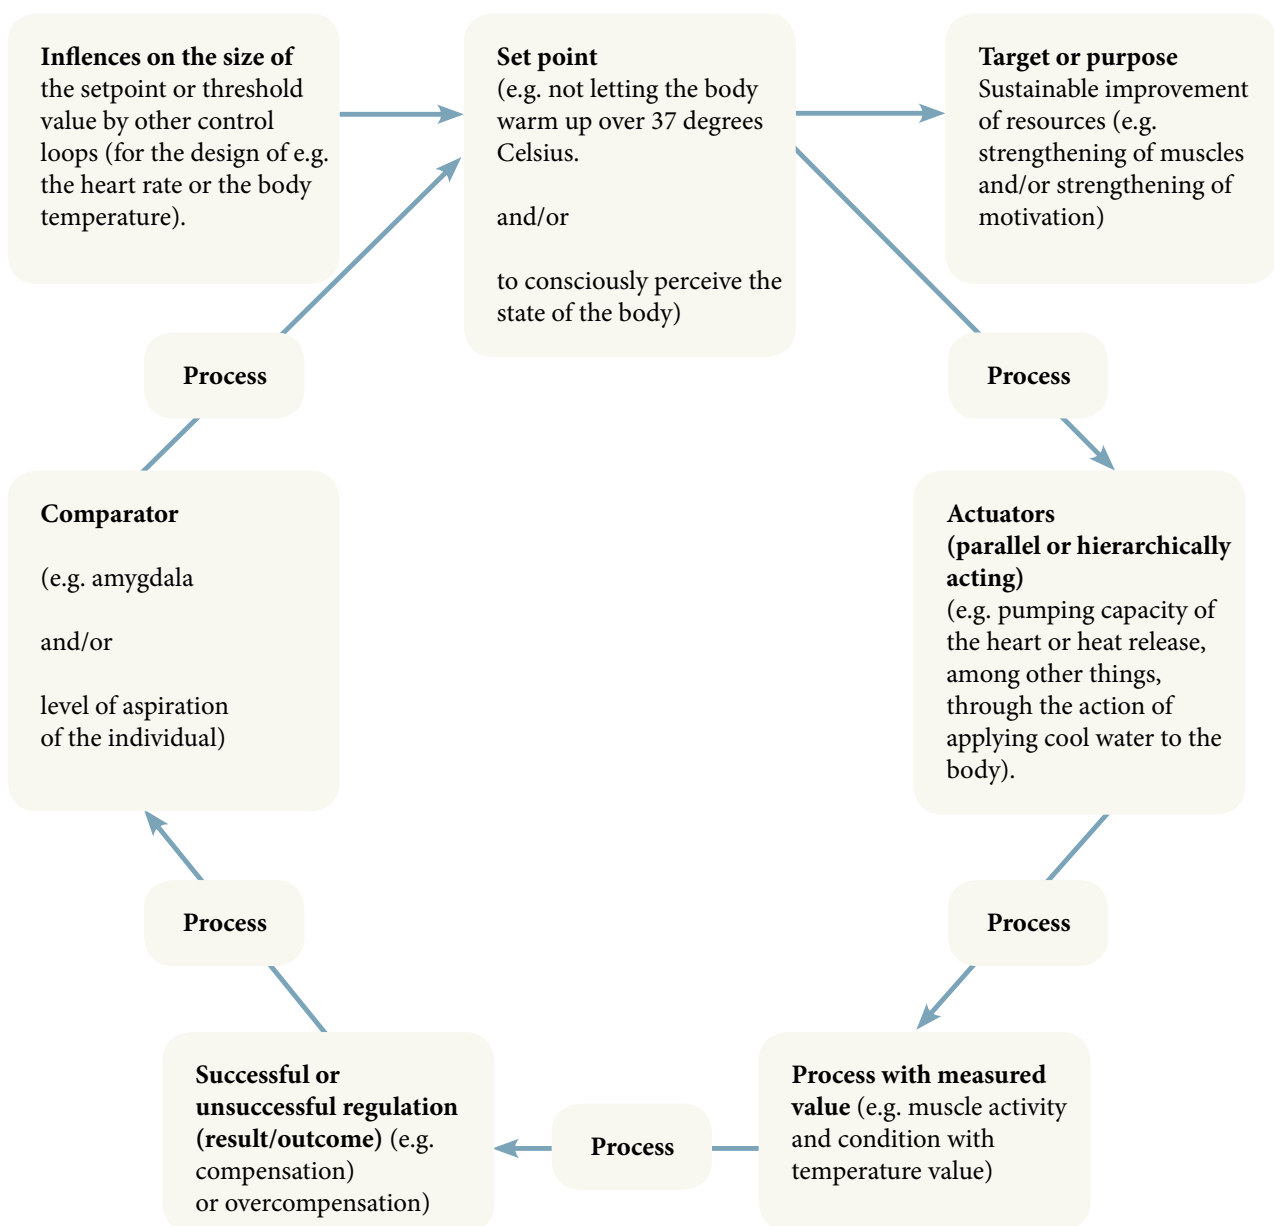 Inflences on the size of
the setpoint or threshold
value by other control
loops (for the design of e.g.
the heart rate or the body
temperature).
Set point
(e.g. not letting the body
warm up over 37 degrees
Celsius.
and/or
to consciously perceive the
state of the body)
Target or purpose
Sustainable improvement
of resources (e.g.
strengthening of muscles
and/or strengthening of
motivation)
Process
Process
Comparator
(e.g. amygdala
and/or
level of aspiration
of the individual)
Actuators
(parallel or hierarchically
acting)
(e.g. pumping capacity of
the heart or heat release,
among other things,
through the action of
applying cool water to the
body).
Process
Process
Successful or
unsuccessful regulation
(result/outcome) (e.g.
compensation)
or overcompensation)
Process
Process with measured
value (e.g. muscle activity
and condition with
temperature value)